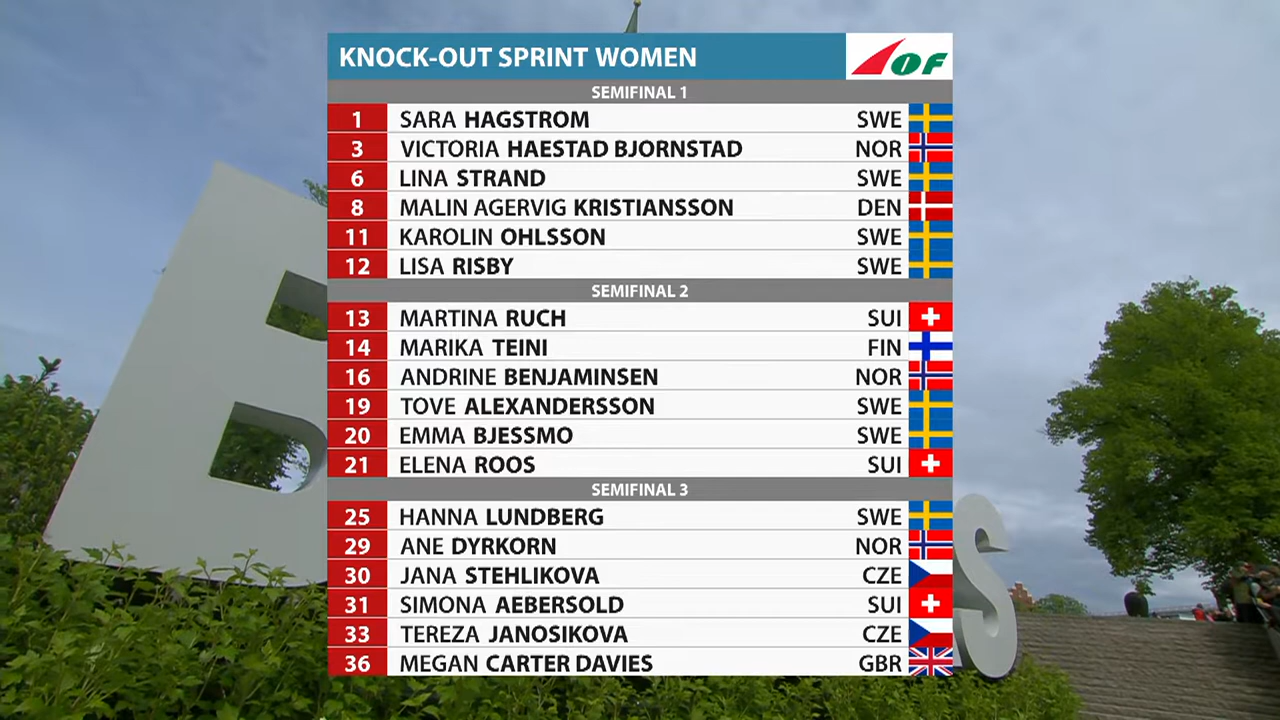 KNOCK-OUT SPRINT WOMEN
IOF
SEMIFINAL 1
1 SARA HAGSTROM SWE
3 VICTORIA HAESTAD BJORNSTAD NOR
6 LINA STRAND SWE
8 MALIN AGERVIG KRISTIANSSON DEN
11 KAROLIN OHLSSON SWE
12 LISA RISBY SWE
SEMIFINAL 2
13 MARTINA RUCH SUI
14 MARIKA TEINI FIN
16 ANDRINE BENJAMINSEN NOR
19 TOVE ALEXANDERSSON SWE
20 EMMA BJESSMO SWE
21 ELENA ROOS SUI
SEMIFINAL 3
25 HANNA LUNDBERG SWE
29 ANE DYRKORN NOR
30 JANA STEHLIKOVA CZE
31 SIMONA AEBERSOLD SUI
33 TEREZA JANOSIKOVA CZE
36 MEGAN CARTER DAVIES GBR
B
S